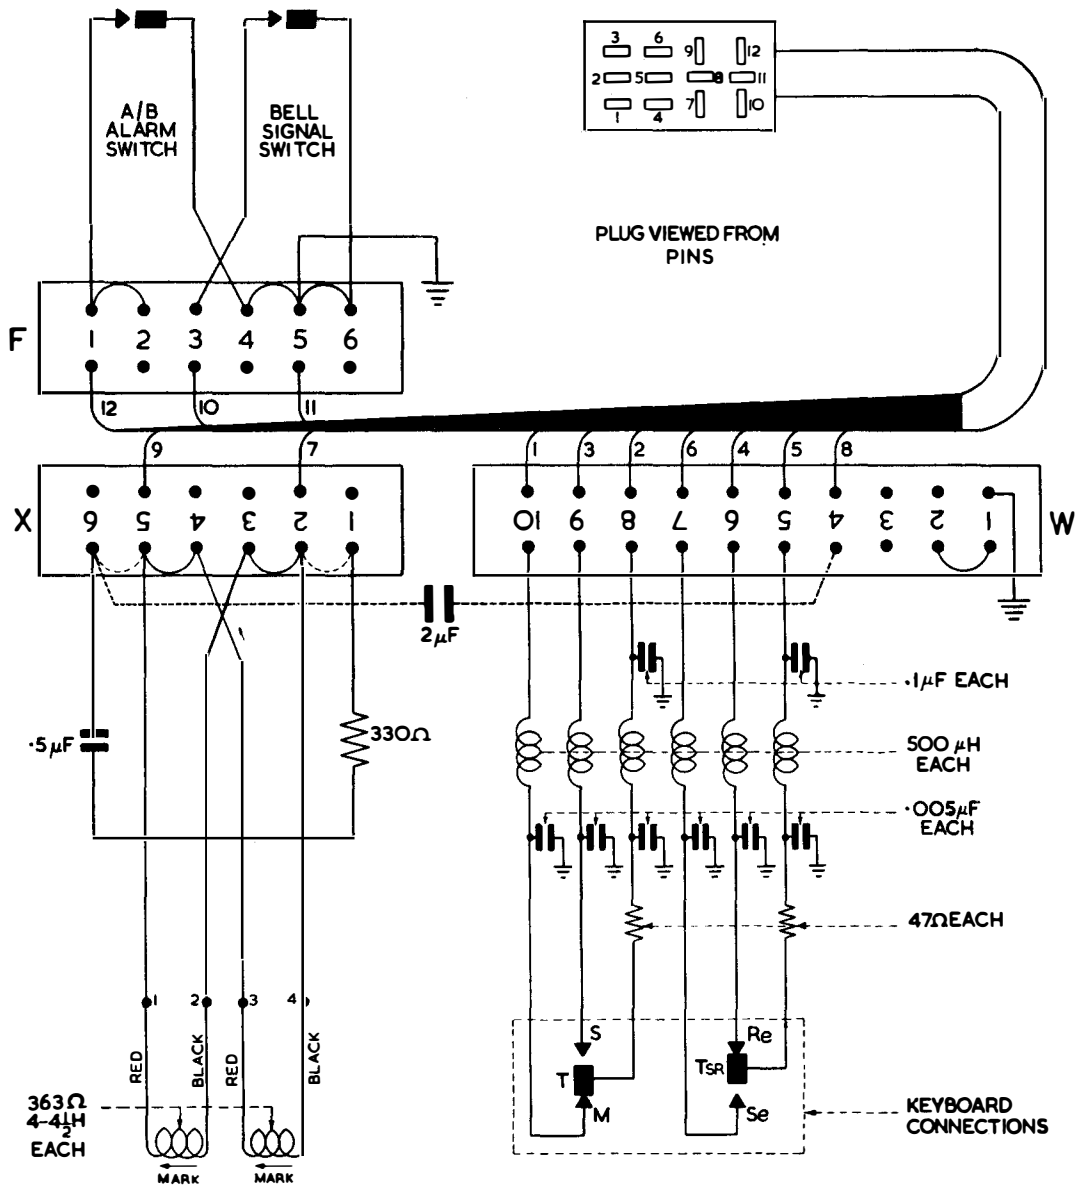 A/B
ALARM
SWITCH
BELL
SIGNAL
SWITCH
3 6 9 12
2 5 8 11
1 4 7 10
PLUG VIEWED FROM
PINS
F
1 2 3 4 5 6
12 10 11
9 7
1 3 2 6 4 5 8
X
6 5 4 3 2 1
10 9 8 7 6 5 4 3 2 1
W
2µF
.1µF EACH
.5µF
330Ω
500 µH
EACH
.005µF
EACH
47Ω EACH
1 2 3 4
RED
BLACK
RED
BLACK
S
T
M
Re
TSR
Se
363Ω
4-4½H
EACH
MARK
MARK
KEYBOARD
CONNECTIONS